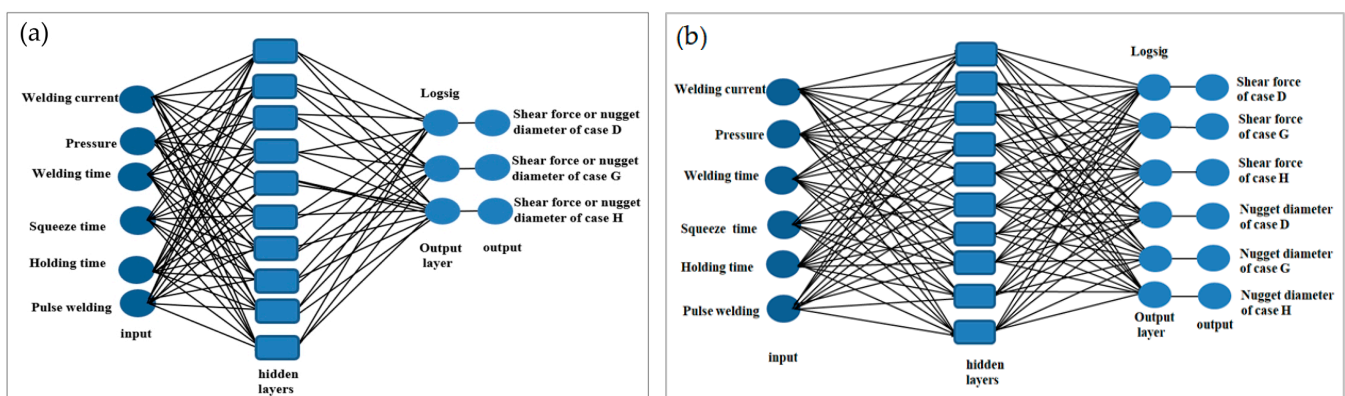 (a)
Welding current
Pressure
Welding time
Squeeze time
Holding time
Pulse welding
input
hidden
layers
Logsig
Shear force or nugget
diameter of case D
Shear force or nugget
diameter of case G
Shear force or nugget
diameter of case H
Output
layer
output
(b)
Welding current
Pressure
Welding time
Squeeze time
Holding time
Pulse welding
input
hidden
layers
Logsig
Shear force
of case D
Shear force
of case G
Shear force
of case H
Nugget diameter
of case D
Nugget diameter
of case G
Nugget diameter
of case H
Output
layer
output